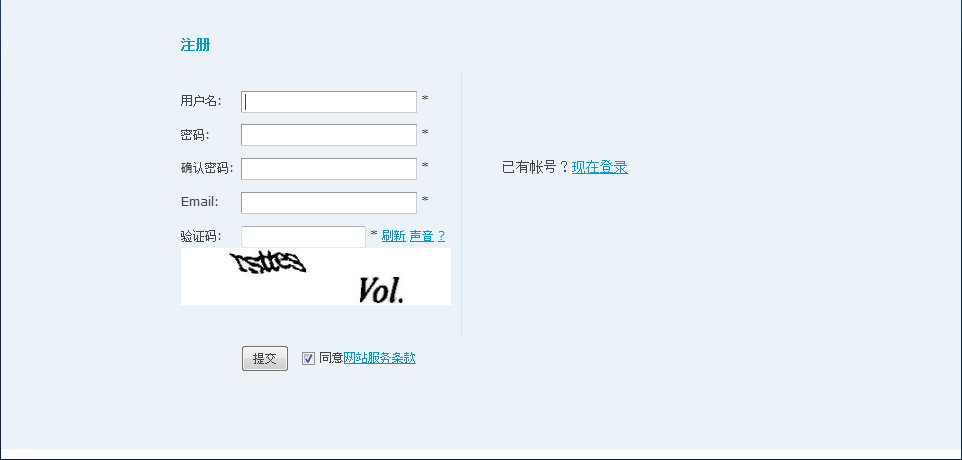 注册
用户名: *
密码: *
确认密码: *
已有帐号？现在登录
Email: *
验证码: * 刷新 声音 ?
Vol.
提交 同意网站服务条款